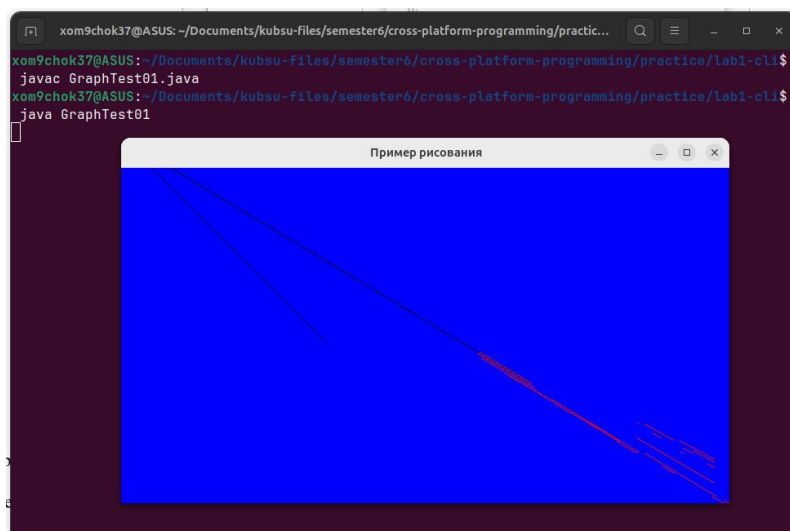 xom9chok37@ASUS: ~/Documents/kubsu-files/semester6/cross-platform-programming/practic...
xom9chok37@ASUS:~/Documents/kubsu-files/semester6/cross-platform-programming/practice/lab1-cli$
javac GraphTest01.java
xom9chok37@ASUS:~/Documents/kubsu-files/semester6/cross-platform-programming/practice/lab1-cli$
java GraphTest01
Пример рисования